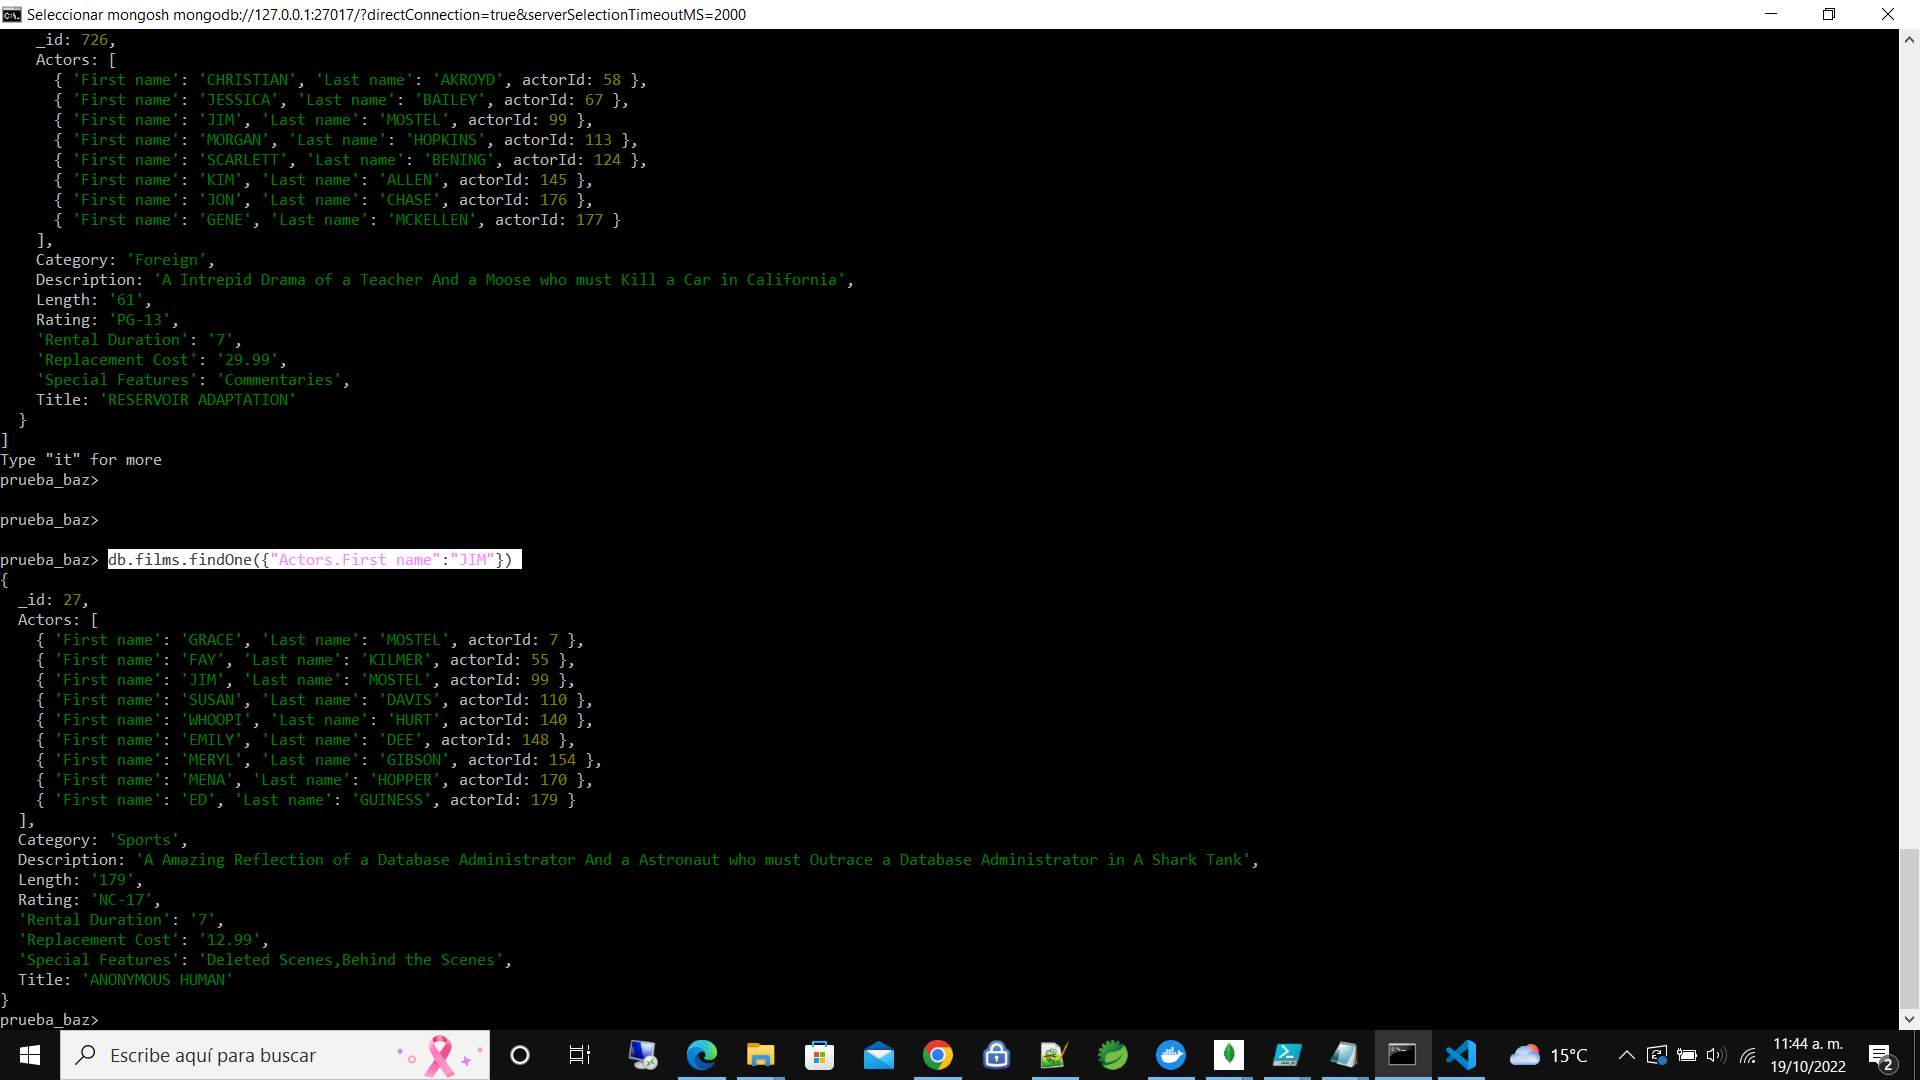 Seleccionar mongosh mongodb://127.0.0.1:27017/?directConnection=true&serverSelectionTimeoutMS=2000
    _id: 726,
    Actors: [
      { 'First name': 'CHRISTIAN', 'Last name': 'AKROYD', actorId: 58 },
      { 'First name': 'JESSICA', 'Last name': 'BAILEY', actorId: 67 },
      { 'First name': 'JIM', 'Last name': 'MOSTEL', actorId: 99 },
      { 'First name': 'MORGAN', 'Last name': 'HOPKINS', actorId: 113 },
      { 'First name': 'SCARLETT', 'Last name': 'BENING', actorId: 124 },
      { 'First name': 'KIM', 'Last name': 'ALLEN', actorId: 145 },
      { 'First name': 'JON', 'Last name': 'CHASE', actorId: 176 },
      { 'First name': 'GENE', 'Last name': 'MCKELLEN', actorId: 177 }
    ],
    Category: 'Foreign',
    Description: 'A Intrepid Drama of a Teacher And a Moose who must Kill a Car in California',
    Length: '61',
    Rating: 'PG-13',
    'Rental Duration': '7',
    'Replacement Cost': '29.99',
    'Special Features': 'Commentaries',
    Title: 'RESERVOIR ADAPTATION'
  }
]
Type "it" for more
prueba_baz>
prueba_baz>
prueba_baz> db.films.findOne({"Actors.First name":"JIM"})
{
  _id: 27,
  Actors: [
    { 'First name': 'GRACE', 'Last name': 'MOSTEL', actorId: 7 },
    { 'First name': 'FAY', 'Last name': 'KILMER', actorId: 55 },
    { 'First name': 'JIM', 'Last name': 'MOSTEL', actorId: 99 },
    { 'First name': 'SUSAN', 'Last name': 'DAVIS', actorId: 110 },
    { 'First name': 'WHOOPI', 'Last name': 'HURT', actorId: 140 },
    { 'First name': 'EMILY', 'Last name': 'DEE', actorId: 148 },
    { 'First name': 'MERYL', 'Last name': 'GIBSON', actorId: 154 },
    { 'First name': 'MENA', 'Last name': 'HOPPER', actorId: 170 },
    { 'First name': 'ED', 'Last name': 'GUINESS', actorId: 179 }
  ],
  Category: 'Sports',
  Description: 'A Amazing Reflection of a Database Administrator And a Astronaut who must Outrace a Database Administrator in A Shark Tank',
  Length: '179',
  Rating: 'NC-17',
  'Rental Duration': '7',
  'Replacement Cost': '12.99',
  'Special Features': 'Deleted Scenes,Behind the Scenes',
  Title: 'ANONYMOUS HUMAN'
}
prueba_baz>
Escribe aquí para buscar
15°C
11:44 a. m.
19/10/2022
2